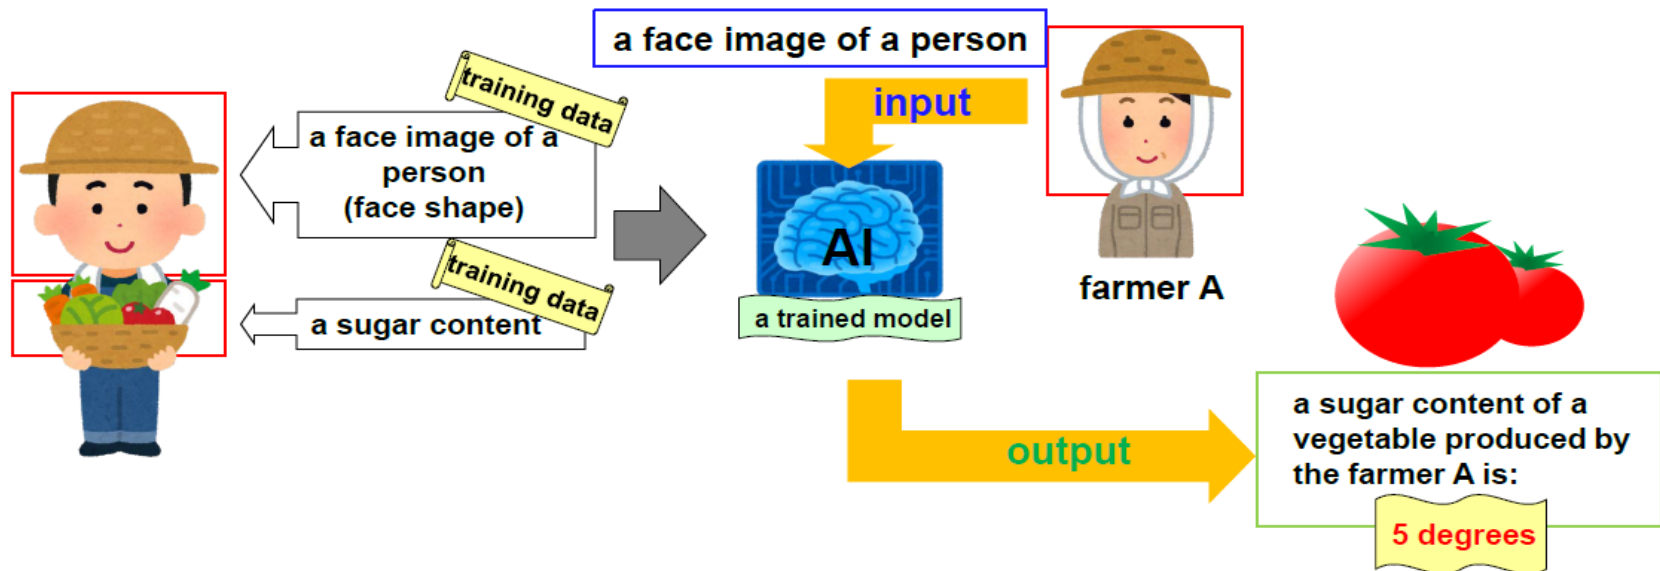 a face image of a person
input
training data
a face image of a
person
(face shape)
training data
a sugar content
AI
a trained model
farmer A
output
a sugar content of a
vegetable produced by
the farmer A is:
5 degrees